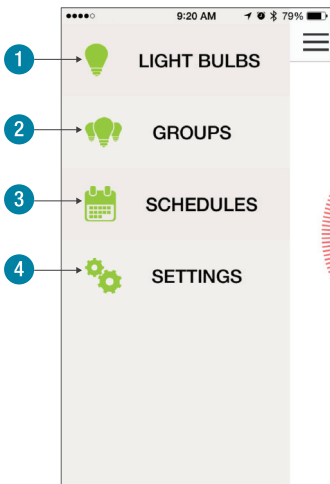 9:20 AM 79%
1 LIGHT BULBS
2 GROUPS
3 SCHEDULES
4 SETTINGS